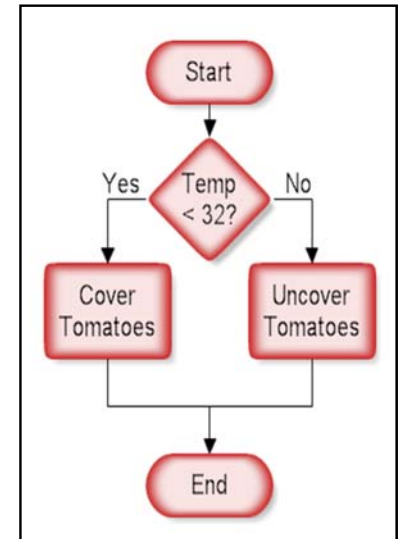 Start
Yes
Temp
< 32?
No
Cover
Tomatoes
Uncover
Tomatoes
End